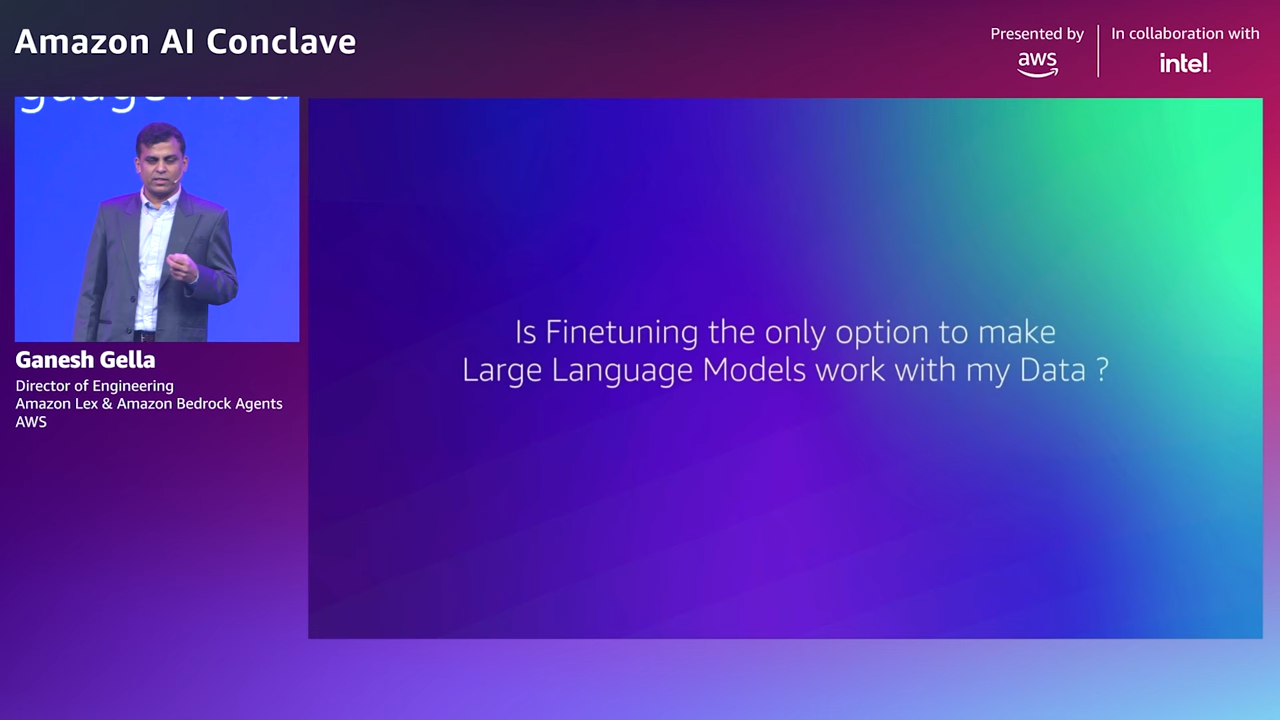 Amazon AI Conclave
Presented by
aws
In collaboration with
intel.
Ganesh Gella
Director of Engineering
Amazon Lex & Amazon Bedrock Agents
AWS
Is Finetuning the only option to make
Large Language Models work with my Data ?